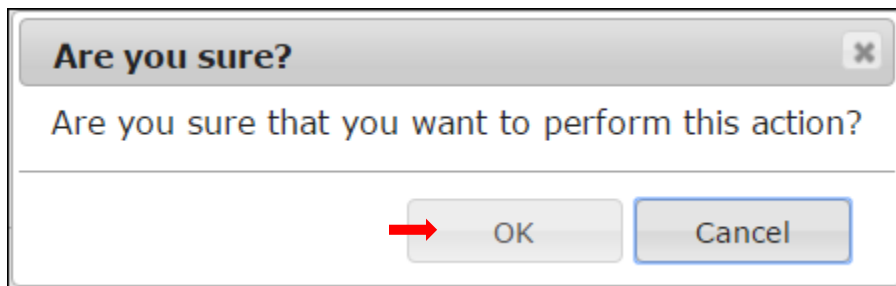 Are you sure?
Are you sure that you want to perform this action?
OK Cancel